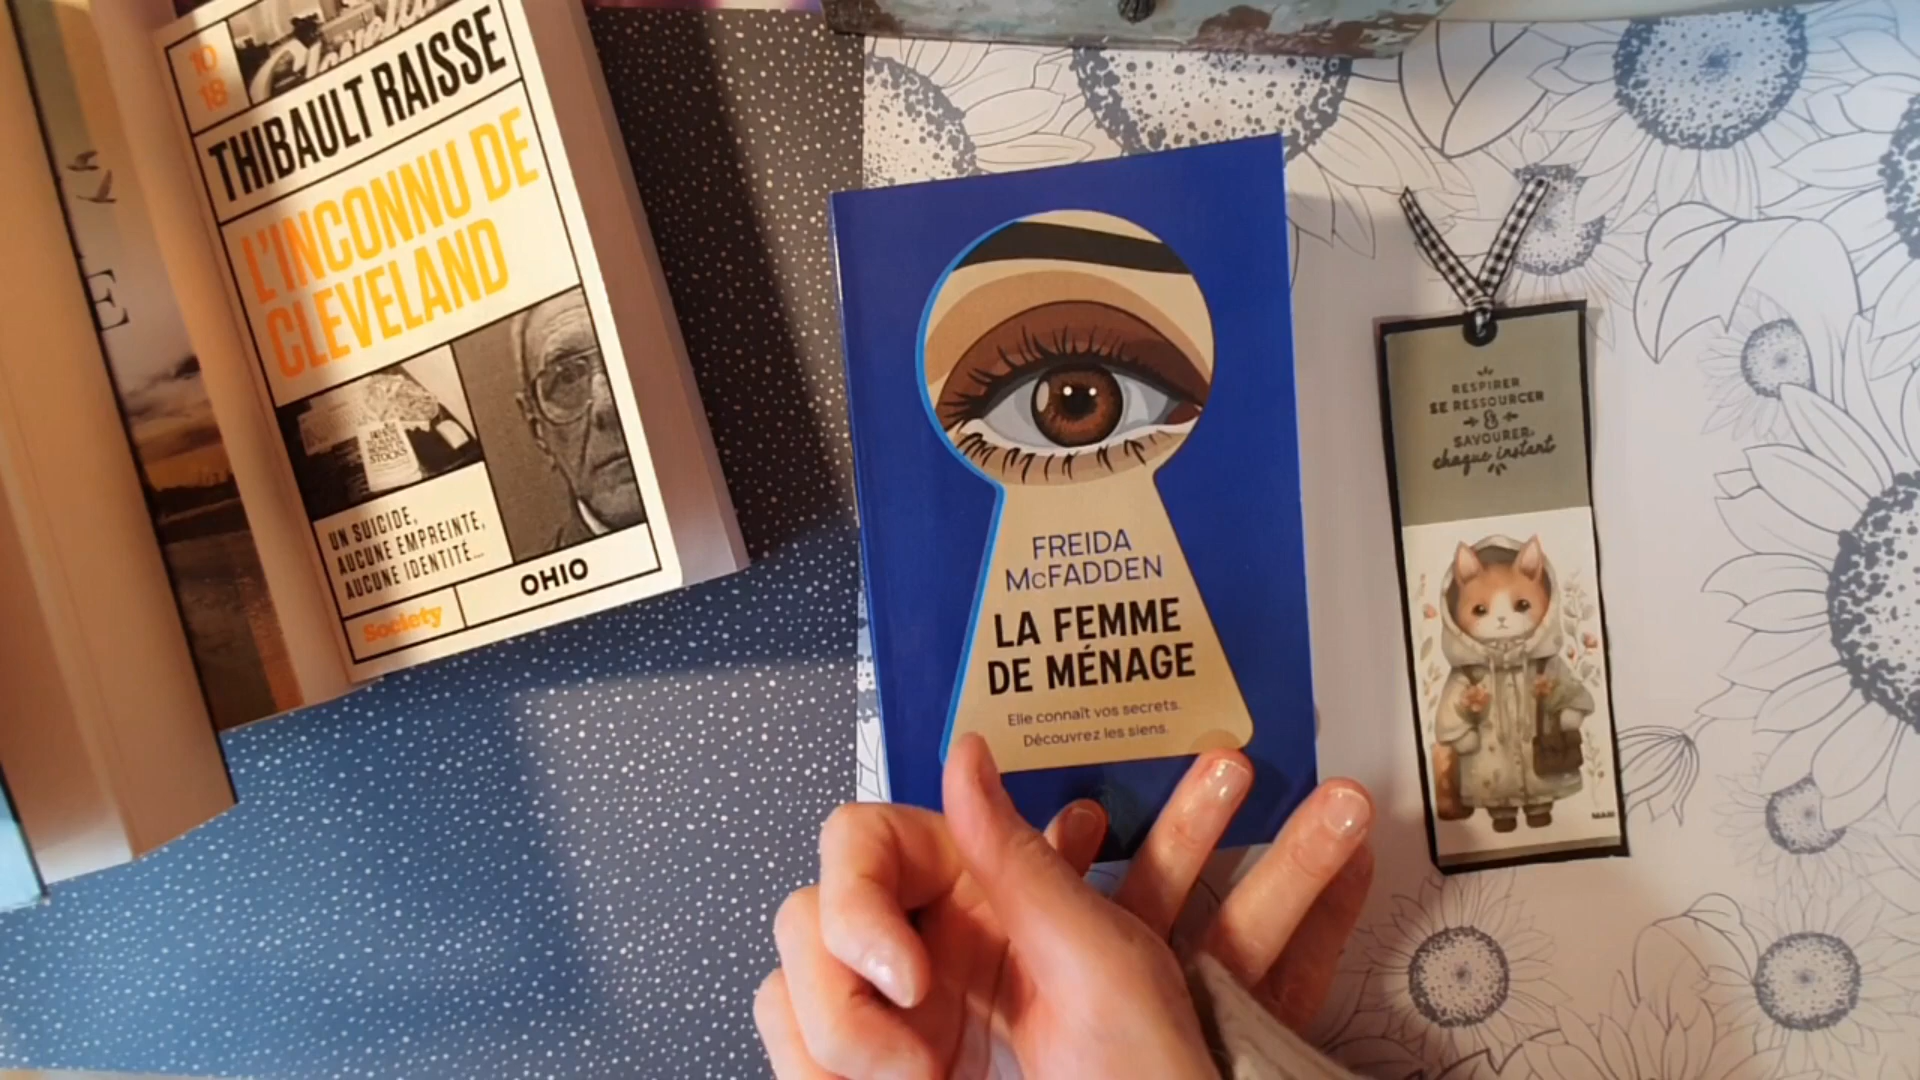 10
18
THIBAULT RAISSE
L'INCONNU DE
CLEVELAND
STOCKS
UN SUICIDE,
AUCUNE EMPREINTE,
AUCUNE IDENTITÉ...
OHIO
Society
E
FREIDA
McFADDEN
LA FEMME
DE MÉNAGE
Elle connaît vos secrets.
Découvrez les siens.
RESPIRER
SE RESSOURCER
&
SAVOURER
chaque instant